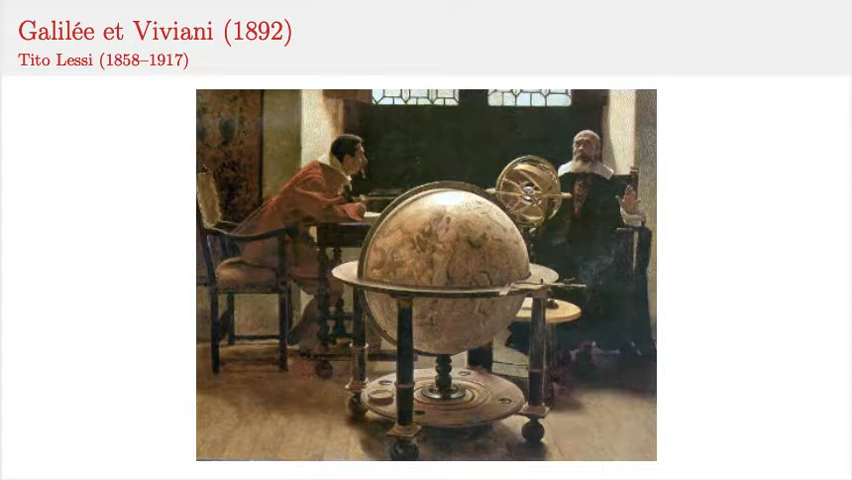 Galilée et Viviani (1892)
Tito Lessi (1858–1917)